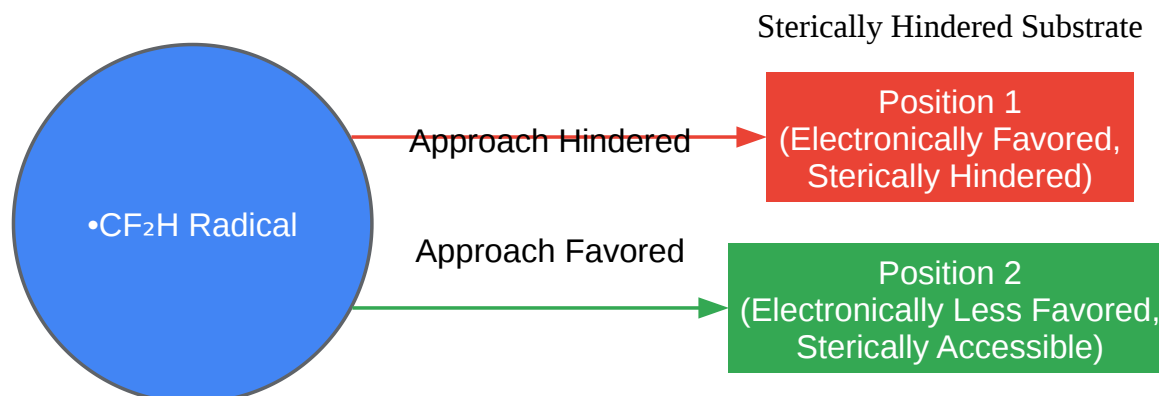 Sterically Hindered Substrate
Position 1
(Electronically Favored,
Sterically Hindered)
Approach Hindered
•CF₂H Radical
Approach Favored
Position 2
(Electronically Less Favored,
Sterically Accessible)